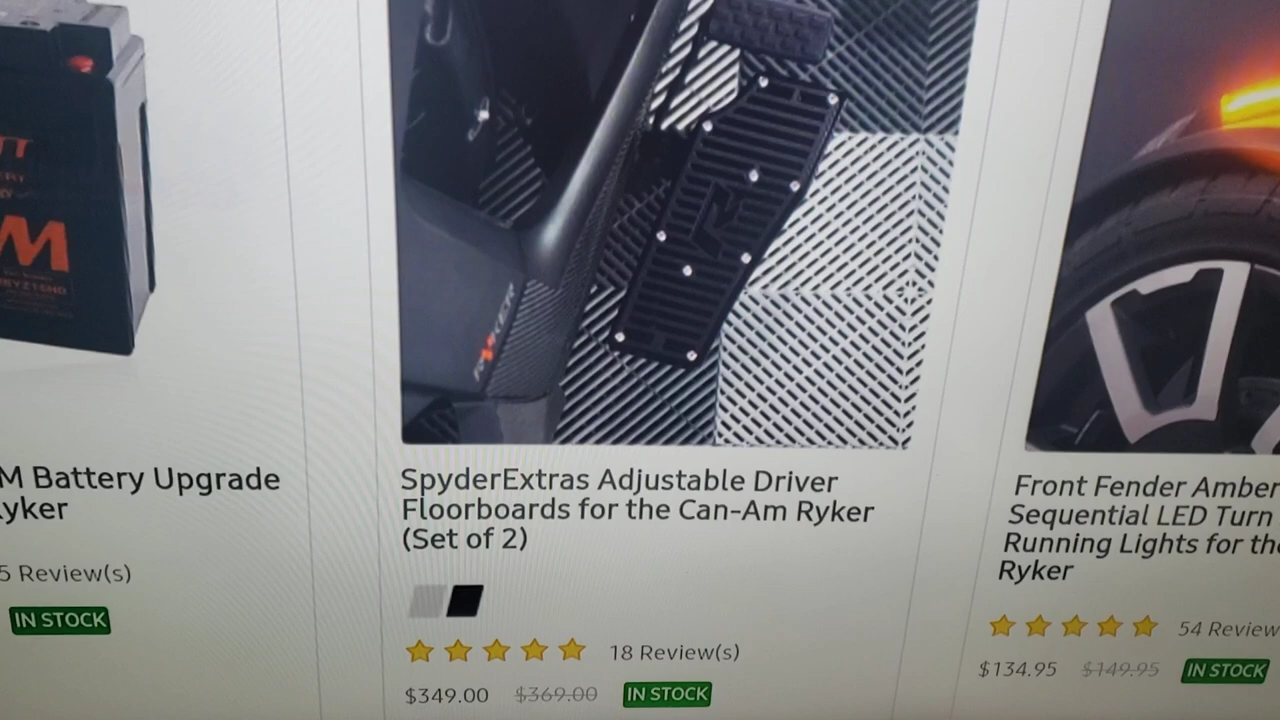 M
M Battery Upgrade
yker
5 Review(s)
IN STOCK
RYKER
SpyderExtras Adjustable Driver
Floorboards for the Can-Am Ryker
(Set of 2)
18 Review(s)
$349.00 $369.00 IN STOCK
Front Fender Amber
Sequential LED Turn
Running Lights for the
Ryker
54 Review
$134.95 $149.95 IN STOCK